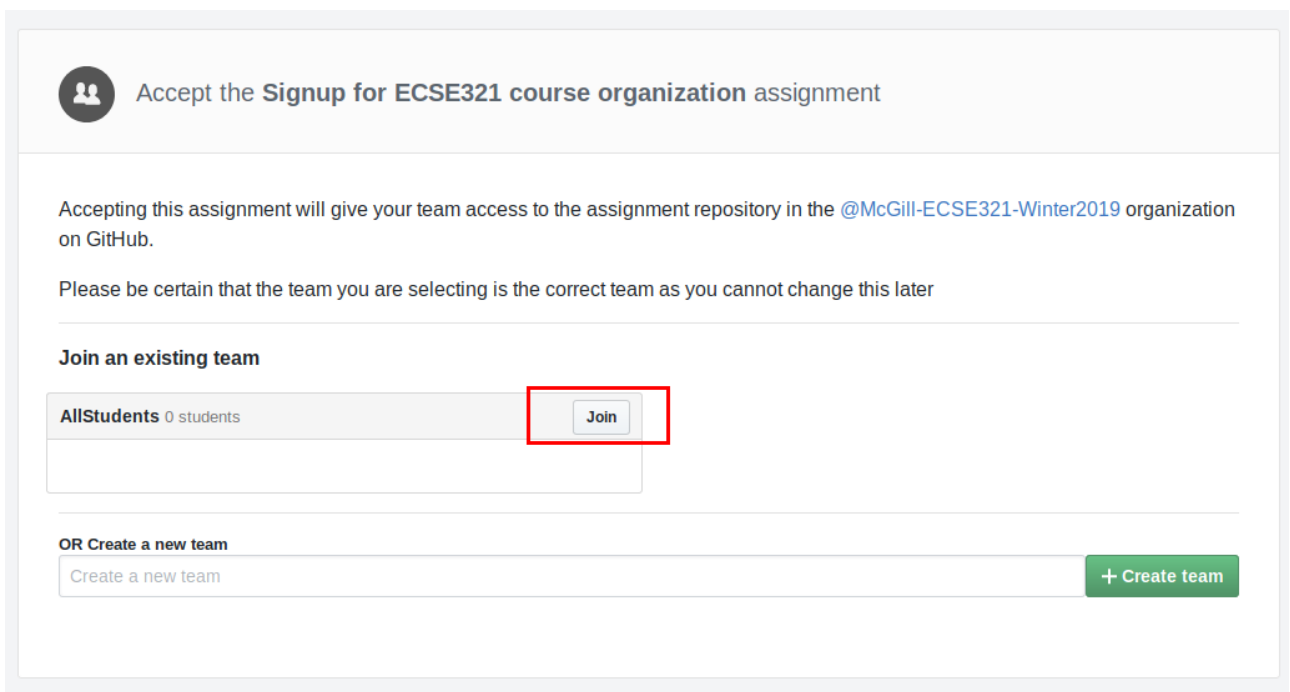 Accept the Signup for ECSE321 course organization assignment
Accepting this assignment will give your team access to the assignment repository in the @McGill-ECSE321-Winter2019 organization
on GitHub.
Please be certain that the team you are selecting is the correct team as you cannot change this later
Join an existing team
AllStudents 0 students Join
OR Create a new team
Create a new team + Create team